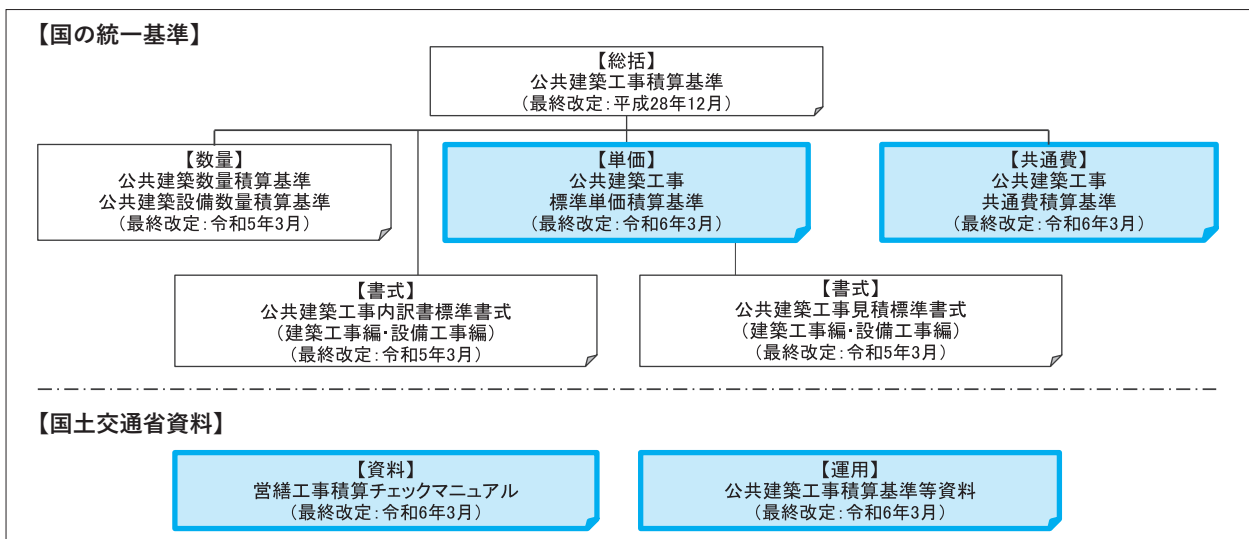 【国の統一基準】
【総括】
公共建築工事積算基準
(最終改定:平成28年12月)
【数量】
公共建築数量積算基準
公共建築設備数量積算基準
(最終改定:令和5年3月)
【単価】
公共建築工事
標準単価積算基準
(最終改定:令和6年3月)
【共通費】
公共建築工事
共通費積算基準
(最終改定:令和6年3月)
【書式】
公共建築工事内訳書標準書式
(建築工事編・設備工事編)
(最終改定:令和5年3月)
【書式】
公共建築工事見積標準書式
(建築工事編・設備工事編)
(最終改定:令和5年3月)
【国土交通省資料】
【資料】
営繕工事積算チェックマニュアル
(最終改定:令和6年3月)
【運用】
公共建築工事積算基準等資料
(最終改定:令和6年3月)